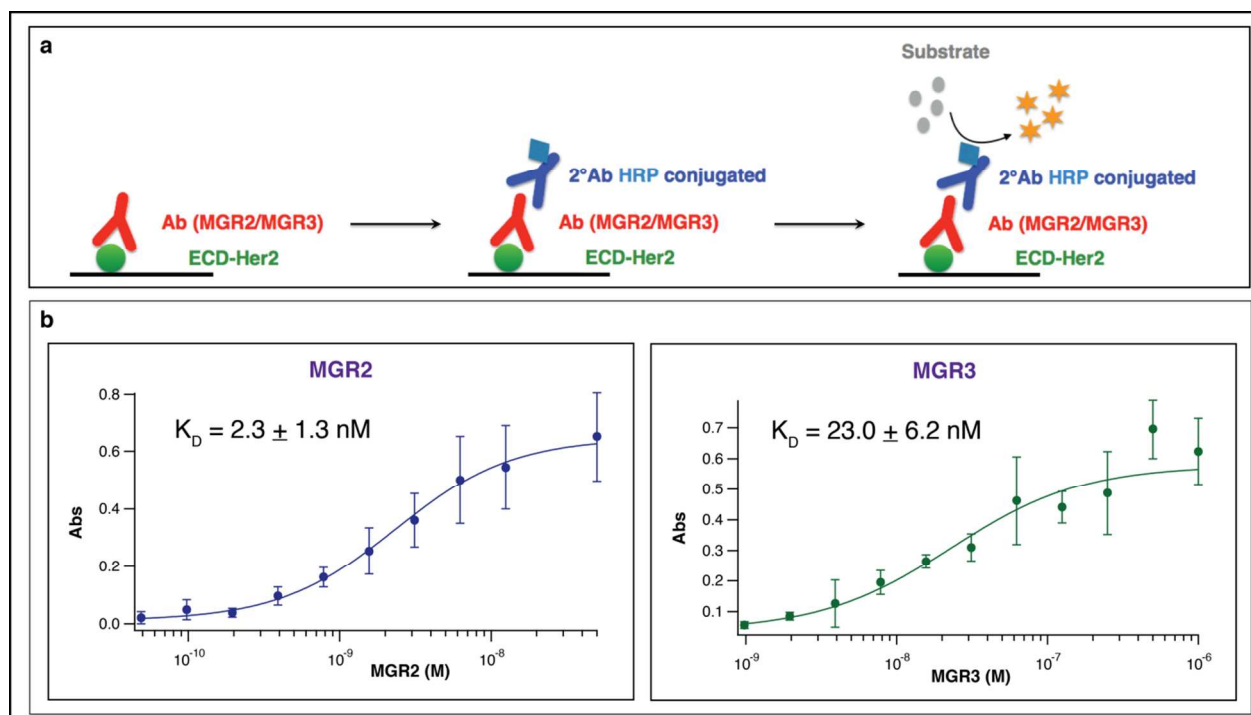 a
Substrate
2°Ab HRP conjugated
2°Ab HRP conjugated
Ab (MGR2/MGR3)
Ab (MGR2/MGR3)
Ab (MGR2/MGR3)
ECD-Her2
ECD-Her2
ECD-Her2
b
MGR2
K_D = 2.3 ± 1.3 nM
Abs
0.8
0.6
0.4
0.2
0.0
10^-10
10^-9
10^-8
MGR2 (M)
MGR3
K_D = 23.0 ± 6.2 nM
Abs
0.7
0.6
0.5
0.4
0.3
0.2
0.1
10^-9
10^-8
10^-7
10^-6
MGR3 (M)